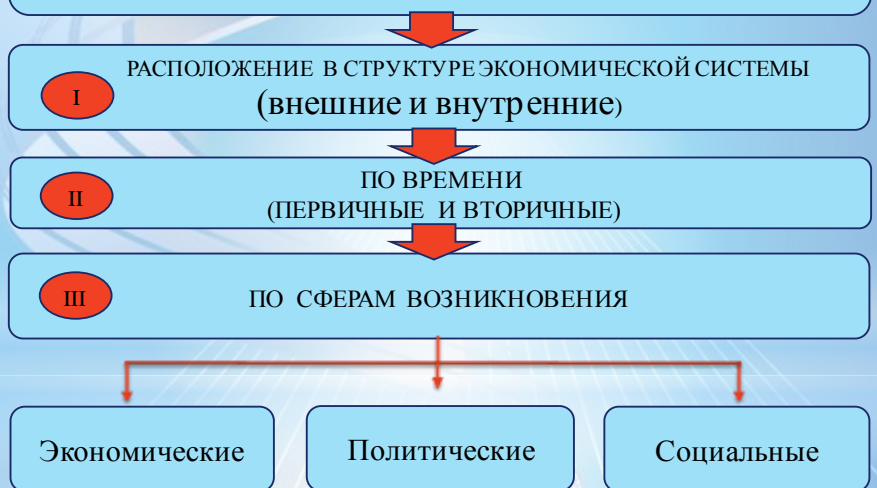 I
РАСПОЛОЖЕНИЕ В СТРУКТУРЕ ЭКОНОМИЧЕСКОЙ СИСТЕМЫ
(внешние и внутренние)
II
ПО ВРЕМЕНИ
(ПЕРВИЧНЫЕ И ВТОРИЧНЫЕ)
III
ПО СФЕРАМ ВОЗНИКНОВЕНИЯ
Экономические
Политические
Социальные